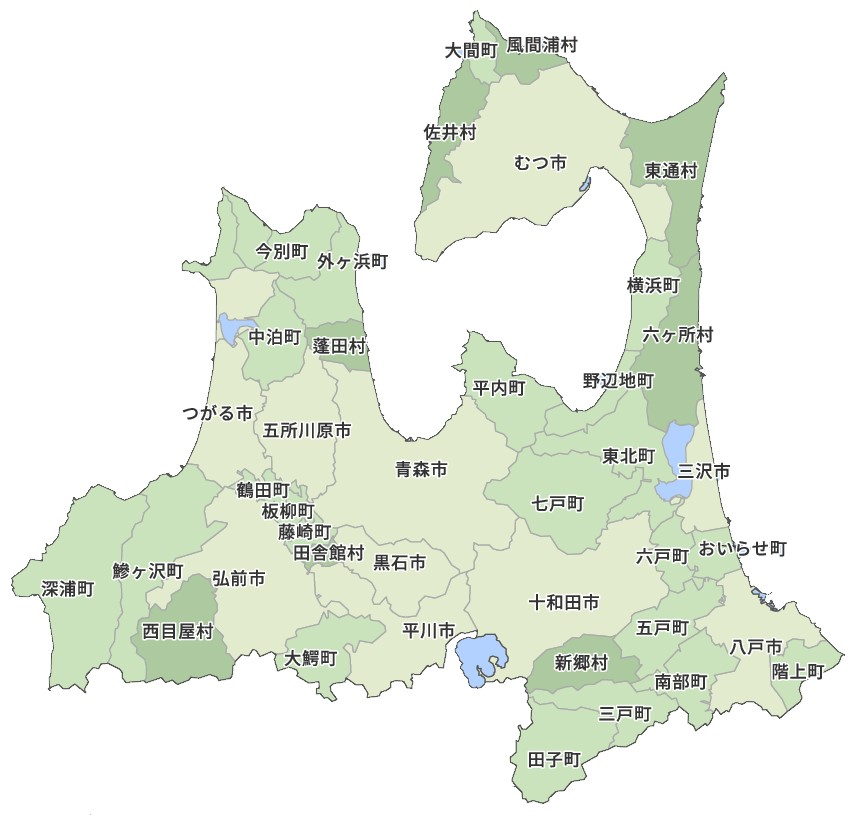 大間町
風間浦村
佐井村
むつ市
東通村
今別町
外ヶ浜町
横浜町
中泊町
蓬田村
六ヶ所村
平内町
野辺地町
つがる市
五所川原市
青森市
東北町
三沢市
鶴田町
板柳町
七戸町
藤崎町
田舎館村
黒石市
六戸町
おいらせ町
深浦町
鰺ヶ沢町
弘前市
十和田市
西目屋村
平川市
五戸町
八戸市
大鰐町
新郷村
南部町
階上町
三戸町
田子町